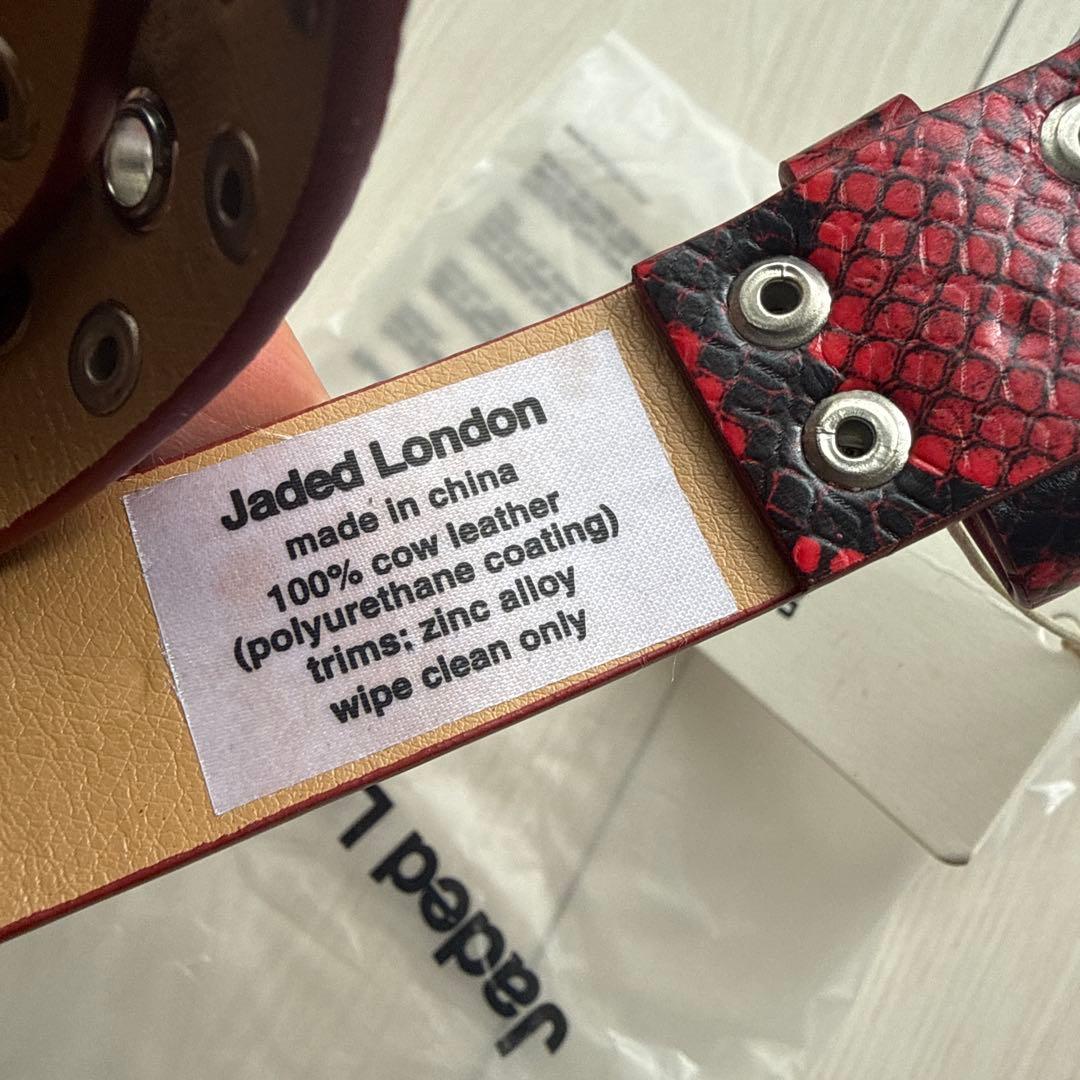 Jaded London
made in china
100% cow leather
(polyurethane coating)
trims; zinc alloy
wipe clean only
Jaded L